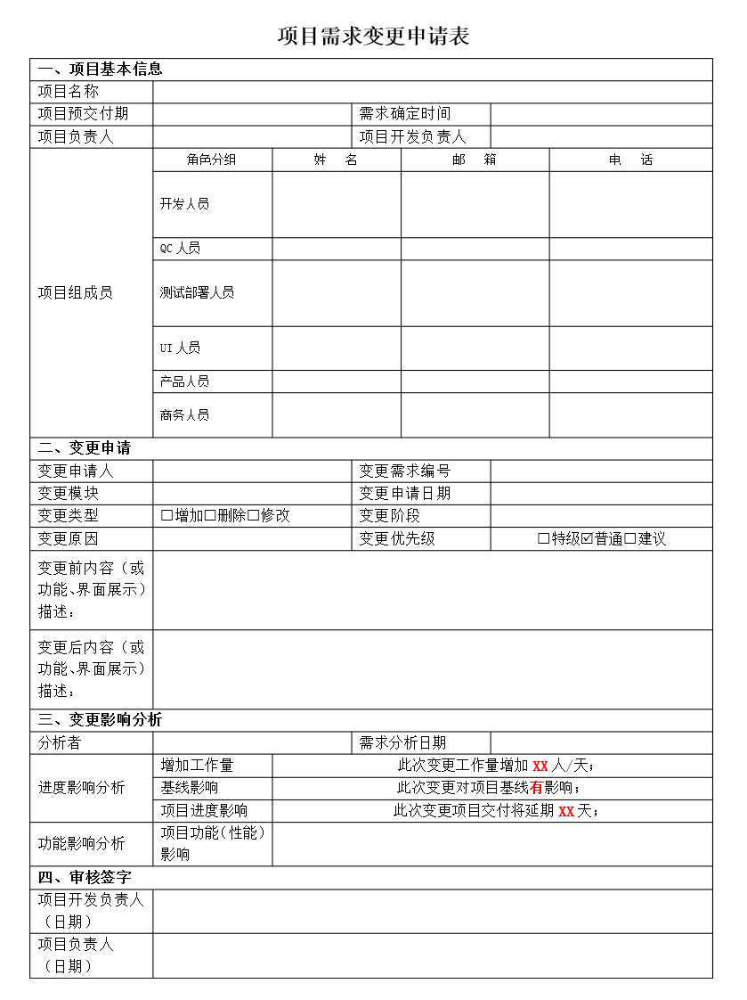 项目需求变更申请表
一、项目基本信息
项目名称
项目预交付期 需求确定时间
项目负责人 项目开发负责人
角色分组 姓 名 邮 箱 电 话
开发人员
QC 人员
项目组成员 测试部署人员
UI 人员
产品人员
商务人员
二、变更申请
变更申请人 变更需求编号
变更模块 变更申请日期
变更类型 □增加□删除□修改 变更阶段
变更原因 变更优先级 □特级☑普通□建议
变更前内容（或
功能、界面展示）
描述：
变更后内容（或
功能、界面展示）
描述：
三、变更影响分析
分析者 需求分析日期
增加工作量 此次变更工作量增加 XX 人/天；
进度影响分析 基线影响 此次变更对项目基线有影响；
项目进度影响 此次变更项目交付将延期 XX 天；
功能影响分析 项目功能（性能）
影响
四、审核签字
项目开发负责人
（日期）
项目负责人
（日期）